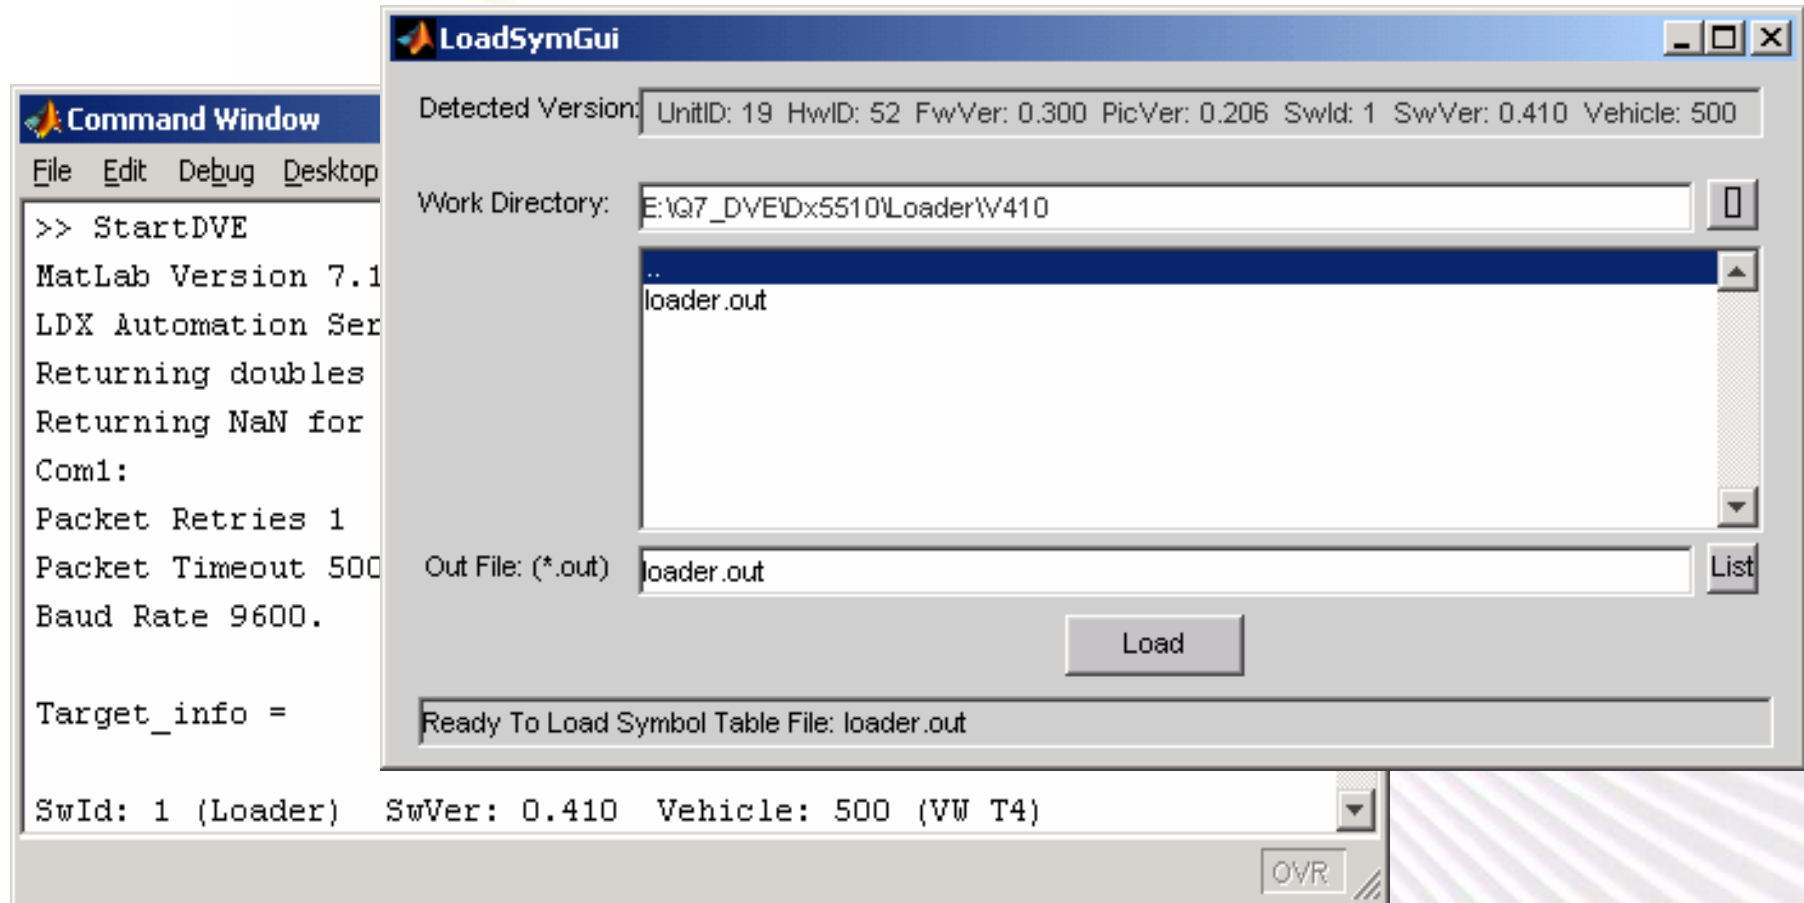 LoadSymGui
Detected Version: UnitID: 19 HwID: 52 FwVer: 0.300 PicVer: 0.206 SwId: 1 SwVer: 0.410 Vehicle: 500
Work Directory: E:\Q7_DVE\Dx5510\Loader\V410
..
loader.out
Out File: (*.out) loader.out List
Load
Ready To Load Symbol Table File: loader.out
Command Window
File Edit Debug Desktop
>> StartDVE
MatLab Version 7.1
LDX Automation Ser
Returning doubles
Returning NaN for
Com1:
Packet Retries 1
Packet Timeout 500
Baud Rate 9600.
Target_info =
SwId: 1 (Loader) SwVer: 0.410 Vehicle: 500 (VW T4)
OVR